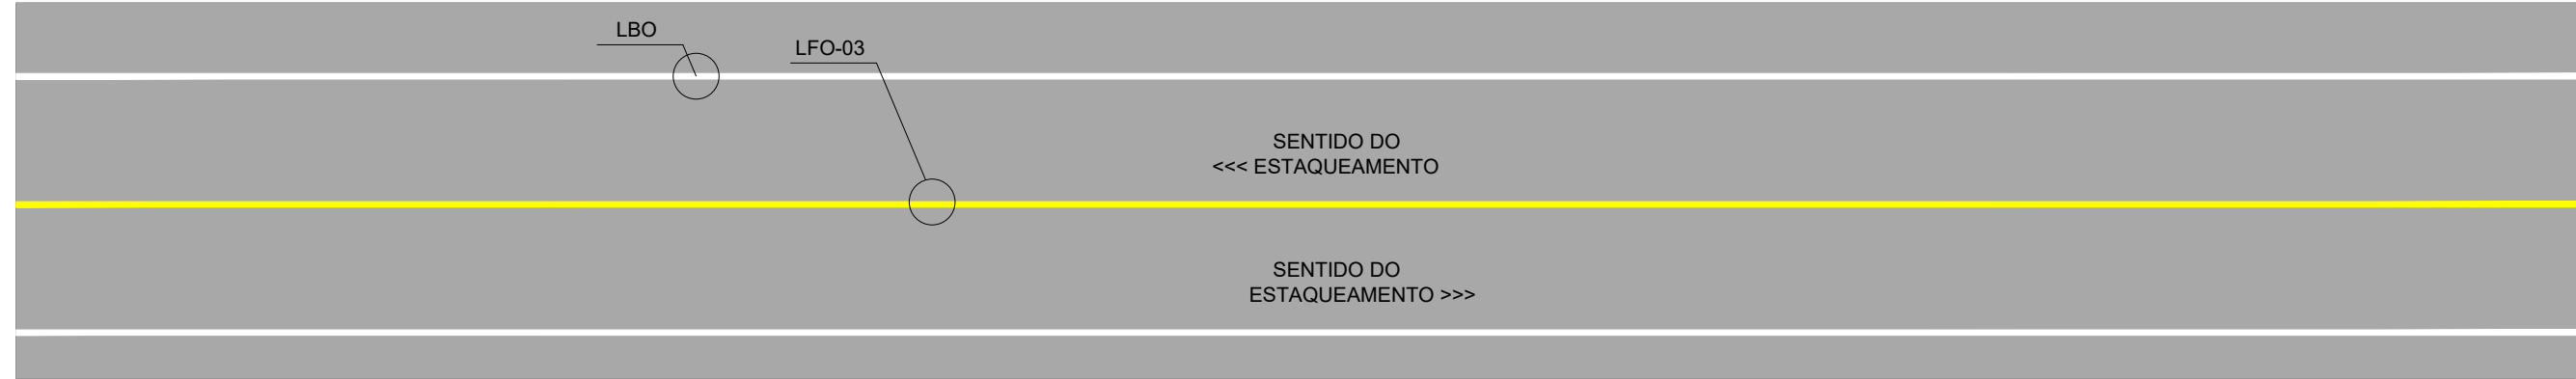 LBO
LFO-03
SENTIDO DO
<<< ESTAQUEAMENTO
SENTIDO DO
ESTAQUEAMENTO >>>